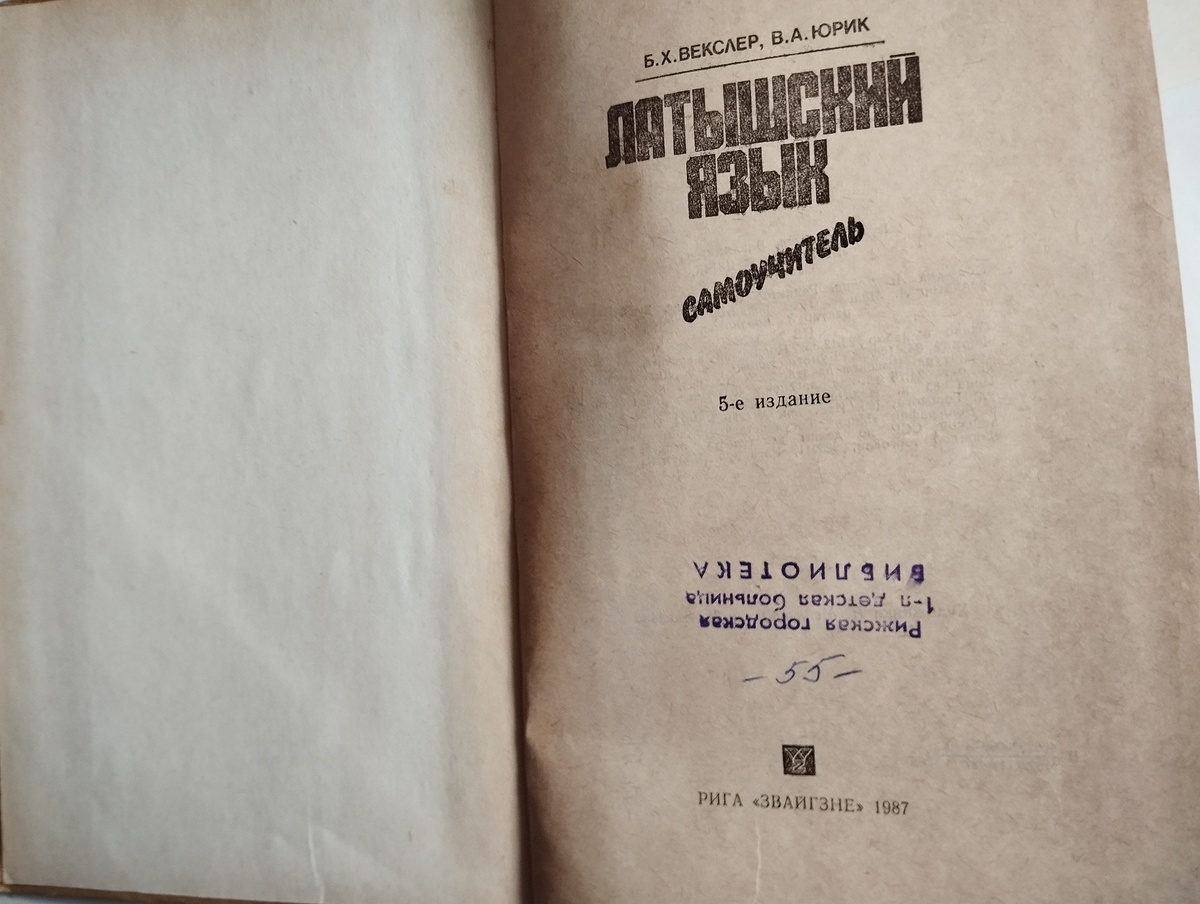 Б.Х.ВЕКСЛЕР, В.А.ЮРИК
ЛАТЫШСКИЙ
ЯЗЫК
САМОУЧИТЕЛЬ
5-е издание
Рижская городская
1-я детская больница
БИБЛИОТЕКА
– 55 –
РИГА «ЗВАЙГЗНЕ» 1987